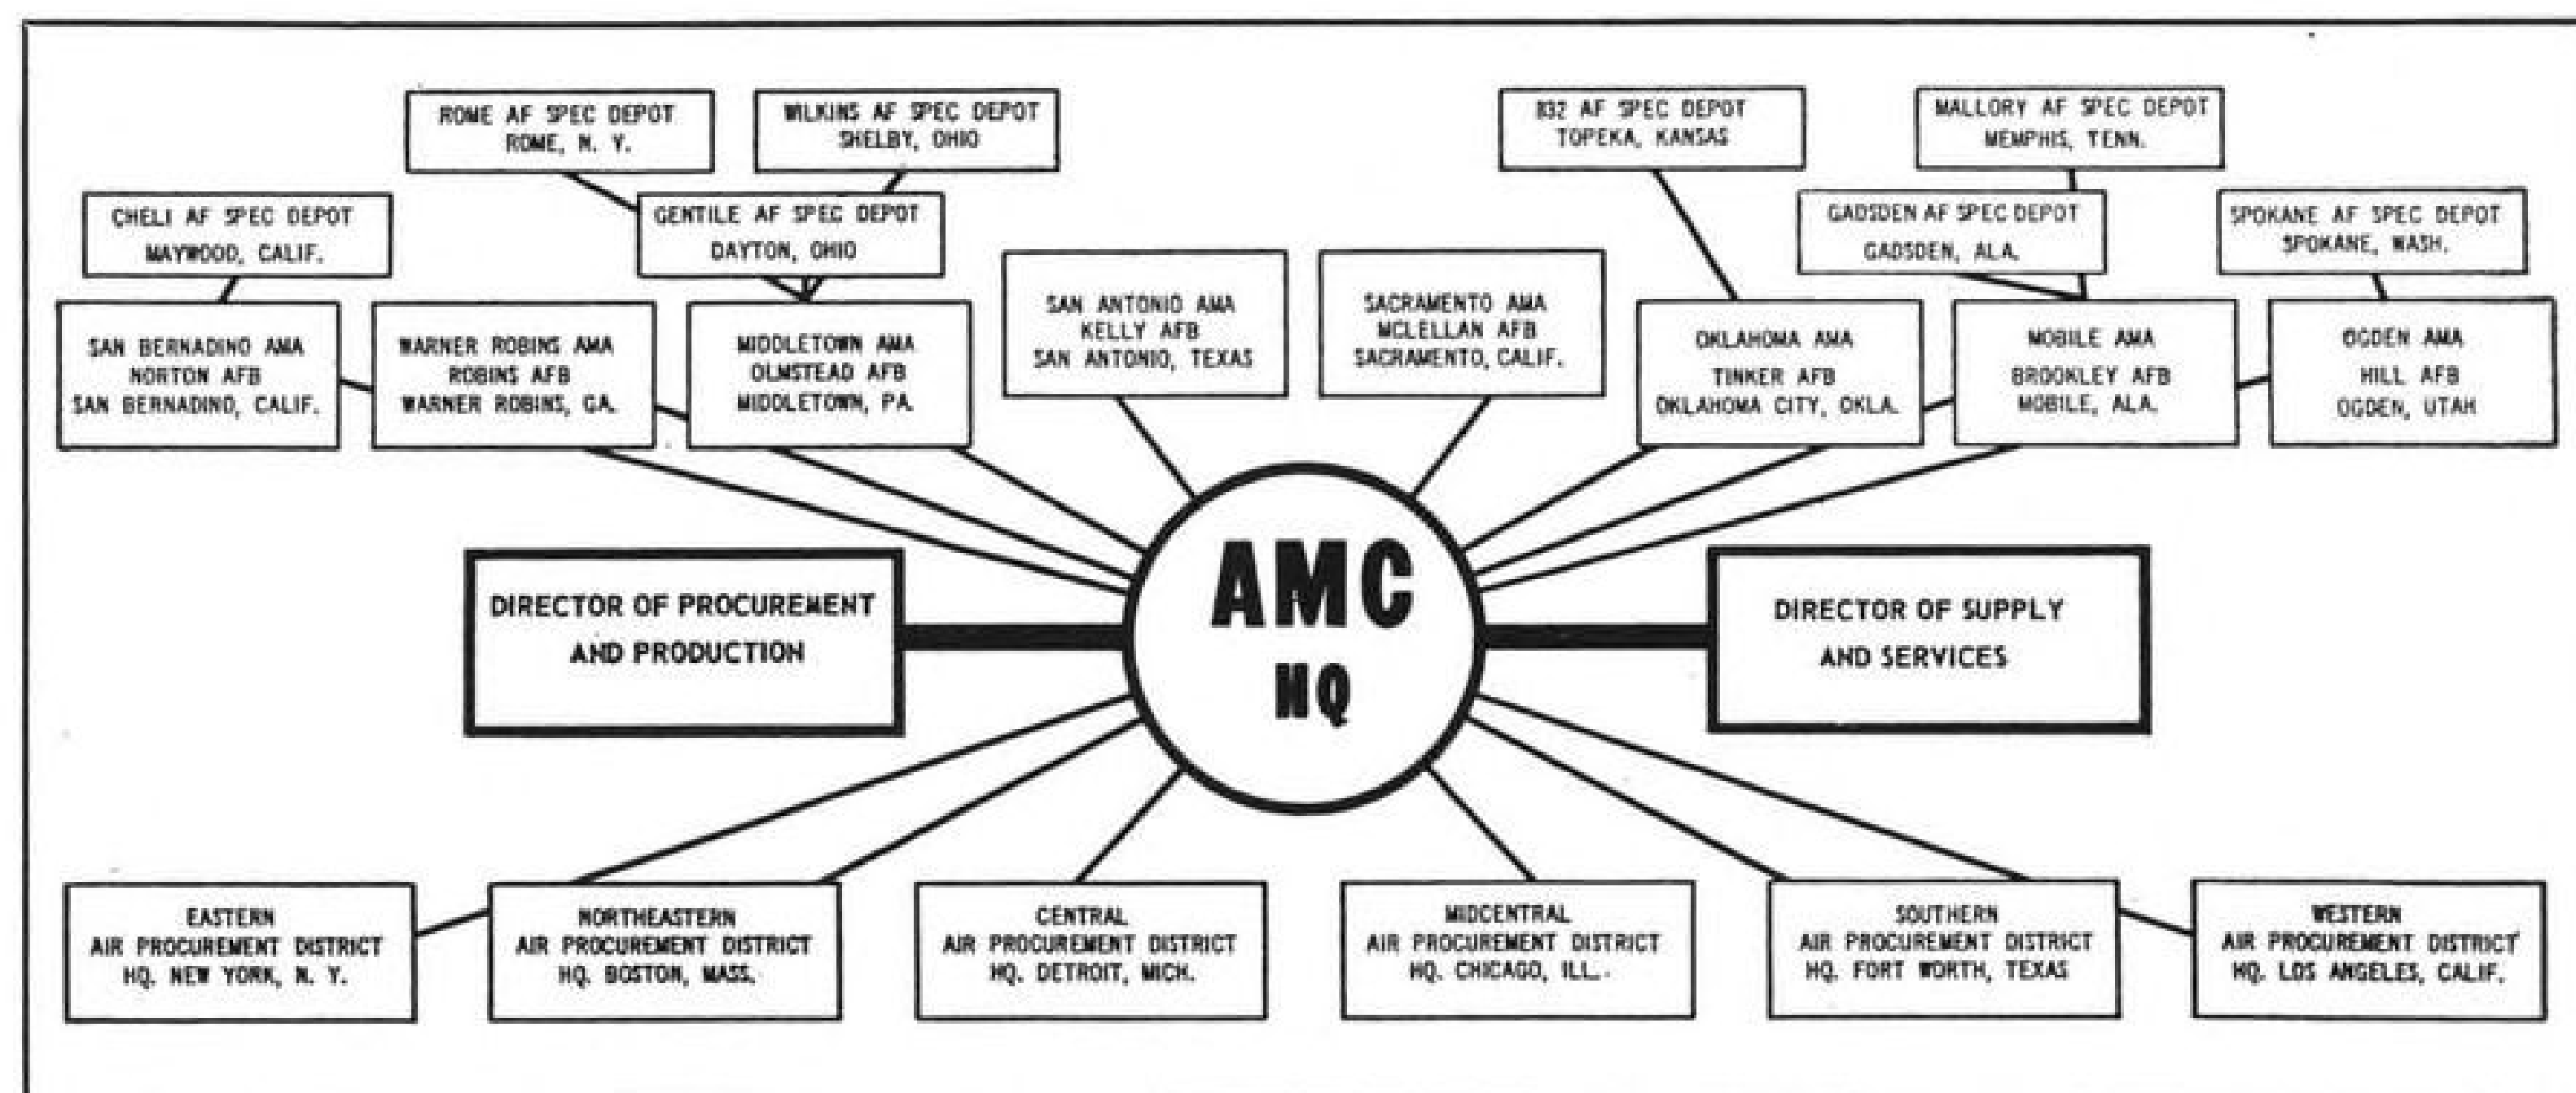 ROME AF SPEC DEPOT
ROME, N. Y.
WILKINS AF SPEC DEPOT
SHELBY, OHIO
832 AF SPEC DEPOT
TOPEKA, KANSAS
MALLORY AF SPEC DEPOT
MEMPHIS, TENN.
CHELI AF SPEC DEPOT
MAYWOOD, CALIF.
GENTILE AF SPEC DEPOT
DAYTON, OHIO
GADSDEN AF SPEC DEPOT
GADSDEN, ALA.
SPOKANE AF SPEC DEPOT
SPOKANE, WASH.
SAN BERNADINO AMA
NORTON AFB
SAN BERNADINO, CALIF.
WARNER ROBINS AMA
ROBINS AFB
WARNER ROBINS, GA.
MIDDLETOWN AMA
OLMSTEAD AFB
MIDDLETOWN, PA.
SAN ANTONIO AMA
KELLY AFB
SAN ANTONIO, TEXAS
SACRAMENTO AMA
MCLELLAN AFB
SACRAMENTO, CALIF.
OKLAHOMA AMA
TINKER AFB
OKLAHOMA CITY, OKLA.
MOBILE AMA
BROOKLEY AFB
MOBILE, ALA.
OGDEN AMA
HILL AFB
OGDEN, UTAH
DIRECTOR OF PROCUREMENT
AND PRODUCTION
AMC
HQ
DIRECTOR OF SUPPLY
AND SERVICES
EASTERN
AIR PROCUREMENT DISTRICT
HQ. NEW YORK, N. Y.
NORTHEASTERN
AIR PROCUREMENT DISTRICT
HQ. BOSTON, MASS.
CENTRAL
AIR PROCUREMENT DISTRICT
HQ. DETROIT, MICH.
MIDCENTRAL
AIR PROCUREMENT DISTRICT
HQ. CHICAGO, ILL.
SOUTHERN
AIR PROCUREMENT DISTRICT
HQ. FORT WORTH, TEXAS
WESTERN
AIR PROCUREMENT DISTRICT
HQ. LOS ANGELES, CALIF.